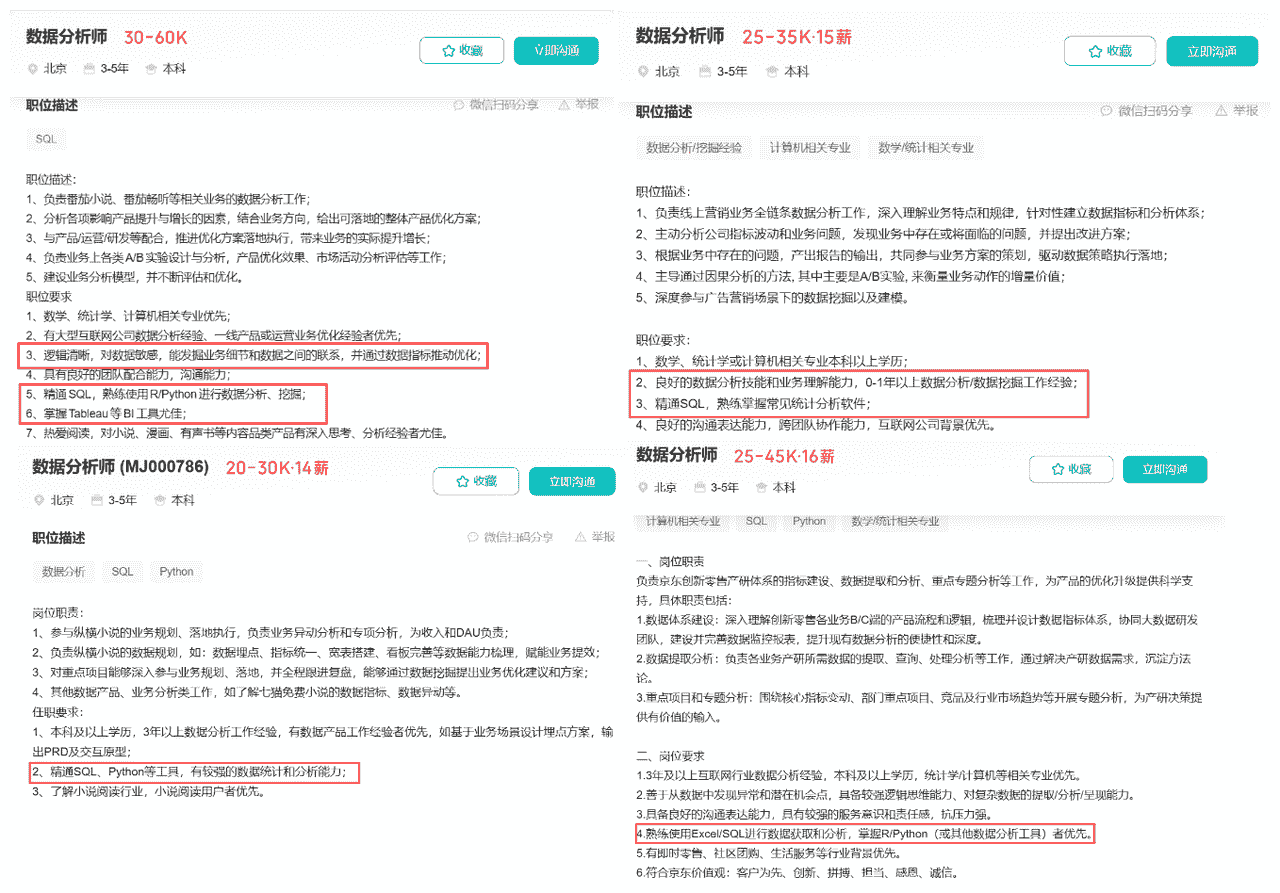 数据分析师 30-60K
收藏
立即沟通
北京 3-5年 本科
职位描述
微信扫码分享 举报
SQL
职位描述：
1、负责番茄小说、番茄畅听等相关业务的数据分析工作；
2、分析各项影响产品提升与增长的因素，结合业务方向，给出可落地的整体产品优化方案；
3、与产品/运营/研发等配合，推进优化方案落地执行，带来业务的实际提升增长；
4、负责业务上各类 A/B 实验设计与分析，产品优化效果、市场活动分析评估等工作；
5、建设业务分析模型，并不断评估和优化。
职位要求
1、数学、统计学、计算机相关专业优先；
2、有大型互联网公司数据分析经验、一线产品或运营业务优化经验者优先；
3、逻辑清晰，对数据敏感，能发掘业务细节和数据之间的联系，并通过数据指标推动优化；
4、具有良好的团队配合能力，沟通能力；
5、精通 SQL，熟练使用 R/Python 进行数据分析、挖掘；
6、掌握 Tableau 等 BI 工具尤佳；
7、热爱阅读，对小说、漫画、有声书等内容品类产品有深入思考、分析经验者尤佳。
数据分析师 25-35K·15薪
收藏
立即沟通
北京 3-5年 本科
职位描述
微信扫码分享 举报
数据分析/挖掘经验 计算机相关专业 数学/统计相关专业
职位描述：
1、负责线上营销业务全链条数据分析工作，深入理解业务特点和规律，针对性建立数据指标和分析体系；
2、主动分析公司指标波动和业务问题，发现业务中存在或将面临的问题，并提出改进方案；
3、根据业务中存在的问题，产出报告的输出，共同参与业务方案的策划，驱动数据策略执行落地；
4、主导通过因果分析的方法, 其中主要是A/B实验, 来衡量业务动作的增量价值；
5、深度参与广告营销场景下的数据挖掘以及建模。
职位要求：
1、数学、统计学或计算机相关专业本科以上学历；
2、良好的数据分析技能和业务理解能力，0-1年以上数据分析/数据挖掘工作经验；
3、精通SQL，熟练掌握常见统计分析软件；
4、良好的沟通表达能力，跨团队协作能力，互联网公司背景优先。
数据分析师 (MJ000786) 20-30K·14薪
收藏
立即沟通
北京 3-5年 本科
职位描述
微信扫码分享 举报
数据分析 SQL Python
岗位职责：
1、参与纵横小说的业务规划、落地执行，负责业务异动分析和专项分析，为收入和DAU负责；
2、负责纵横小说的数据规划，如：数据埋点、指标统一、宽表搭建、看板完善等数据能力梳理，赋能业务提效；
3、对重点项目能够深入参与业务规划、落地，并全程跟进复盘，能够通过数据挖掘提出业务优化建议和方案；
4、其他数据产品、业务分析类工作，如了解七猫免费小说的数据指标、数据异动等。
任职要求：
1、本科及以上学历，3年以上数据分析工作经验，有数据产品工作经验者优先，如基于业务场景设计埋点方案，输
出PRD及交互原型；
2、精通SQL、Python等工具，有较强的数据统计和分析能力；
3、了解小说阅读行业，小说阅读用户者优先。
数据分析师 25-45K·16薪
收藏
立即沟通
北京 3-5年 本科
计算机相关专业 SQL Python 数学/统计相关专业
一、岗位职责
负责京东创新零售产研体系的指标建设、数据提取和分析、重点专题分析等工作，为产品的优化升级提供科学支
持，具体职责包括：
1.数据体系建设：深入理解创新零售各业务B/C端的产品流程和逻辑，梳理并设计数据指标体系，协同大数据研发
团队，建设并完善数据监控报表，提升现有数据分析的便捷性和深度。
2.数据提取分析：负责各业务产研所需数据的提取、查询、处理分析等工作，通过解决产研数据需求，沉淀方法
论。
3.重点项目和专题分析：围绕核心指标变动、部门重点项目、竞品及行业市场趋势等开展专题分析，为产研决策提
供有价值的输入。
二、岗位要求
1.3年及以上互联网行业数据分析经验，本科及以上学历，统计学/计算机等相关专业优先。
2.善于从数据中发现异常和潜在机会点，具备较强逻辑思维能力、对复杂数据的提取/分析/呈现能力。
3.具备良好的沟通表达能力，具有较强的服务意识和责任感，抗压力强。
4.熟练使用Excel/SQL进行数据获取和分析，掌握R/Python（或其他数据分析工具）者优先。
5.有即时零售、社区团购、生活服务等行业背景优先。
6.符合京东价值观：客户为先、创新、拼搏、担当、感恩、诚信。